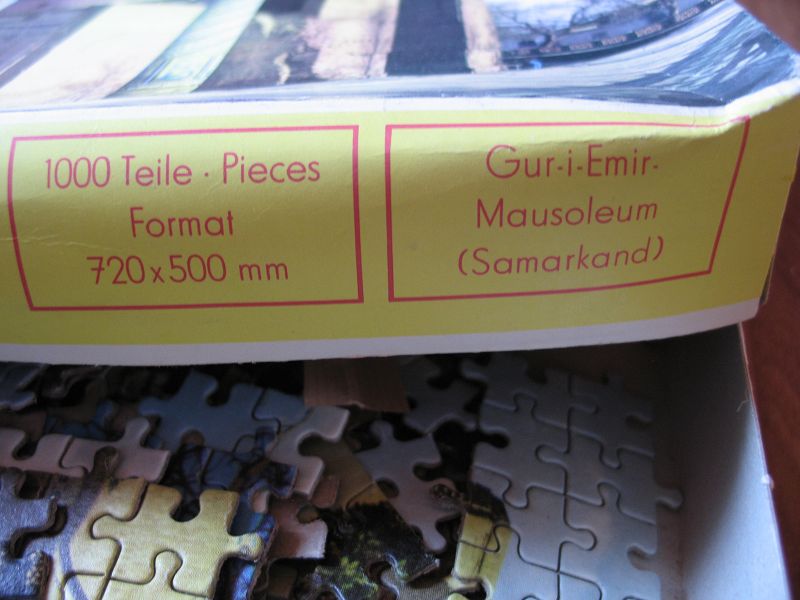 1000 Teile · Pieces
Format
720x500 mm
Gur-i-Emir-
Mausoleum
(Samarkand)